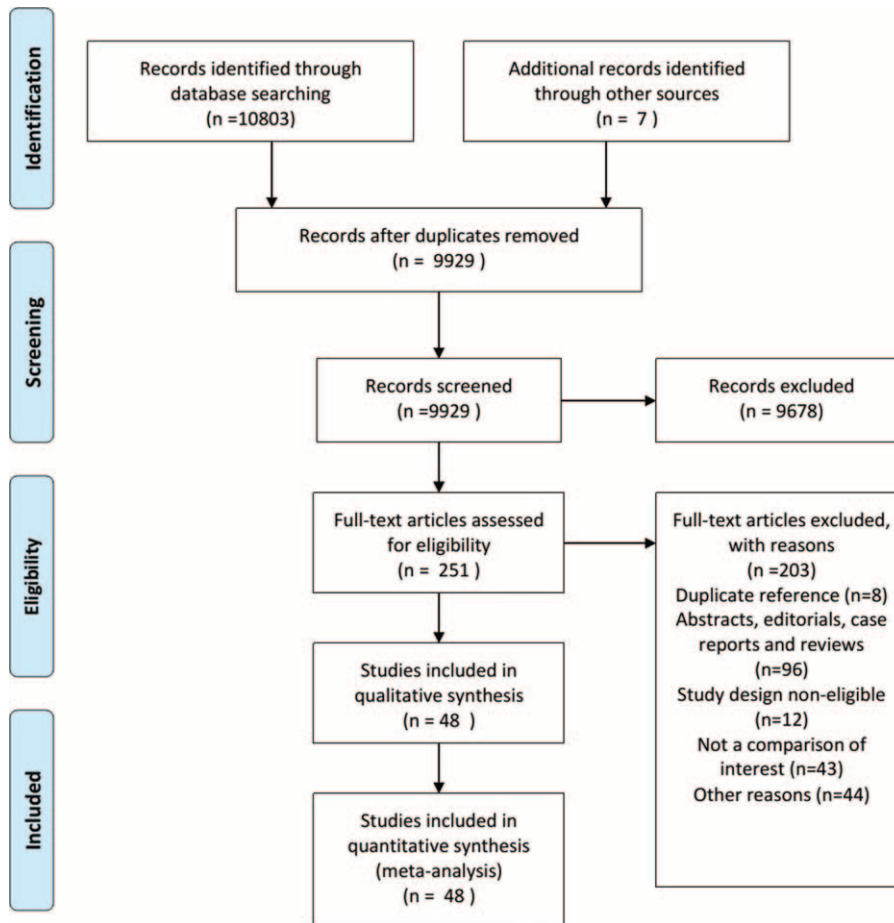 Identification
Records identified through
database searching
(n =10803)
Additional records identified
through other sources
(n = 7 )
Records after duplicates removed
(n = 9929 )
Screening
Records screened
(n =9929 )
Records excluded
(n = 9678)
Eligibility
Full-text articles assessed
for eligibility
(n = 251 )
Full-text articles excluded,
with reasons
(n =203)
Duplicate reference (n=8)
Abstracts, editorials, case
reports and reviews
(n=96)
Study design non-eligible
(n=12)
Not a comparison of
interest (n=43)
Other reasons (n=44)
Studies included in
qualitative synthesis
(n = 48 )
Included
Studies included in
quantitative synthesis
(meta-analysis)
(n = 48 )